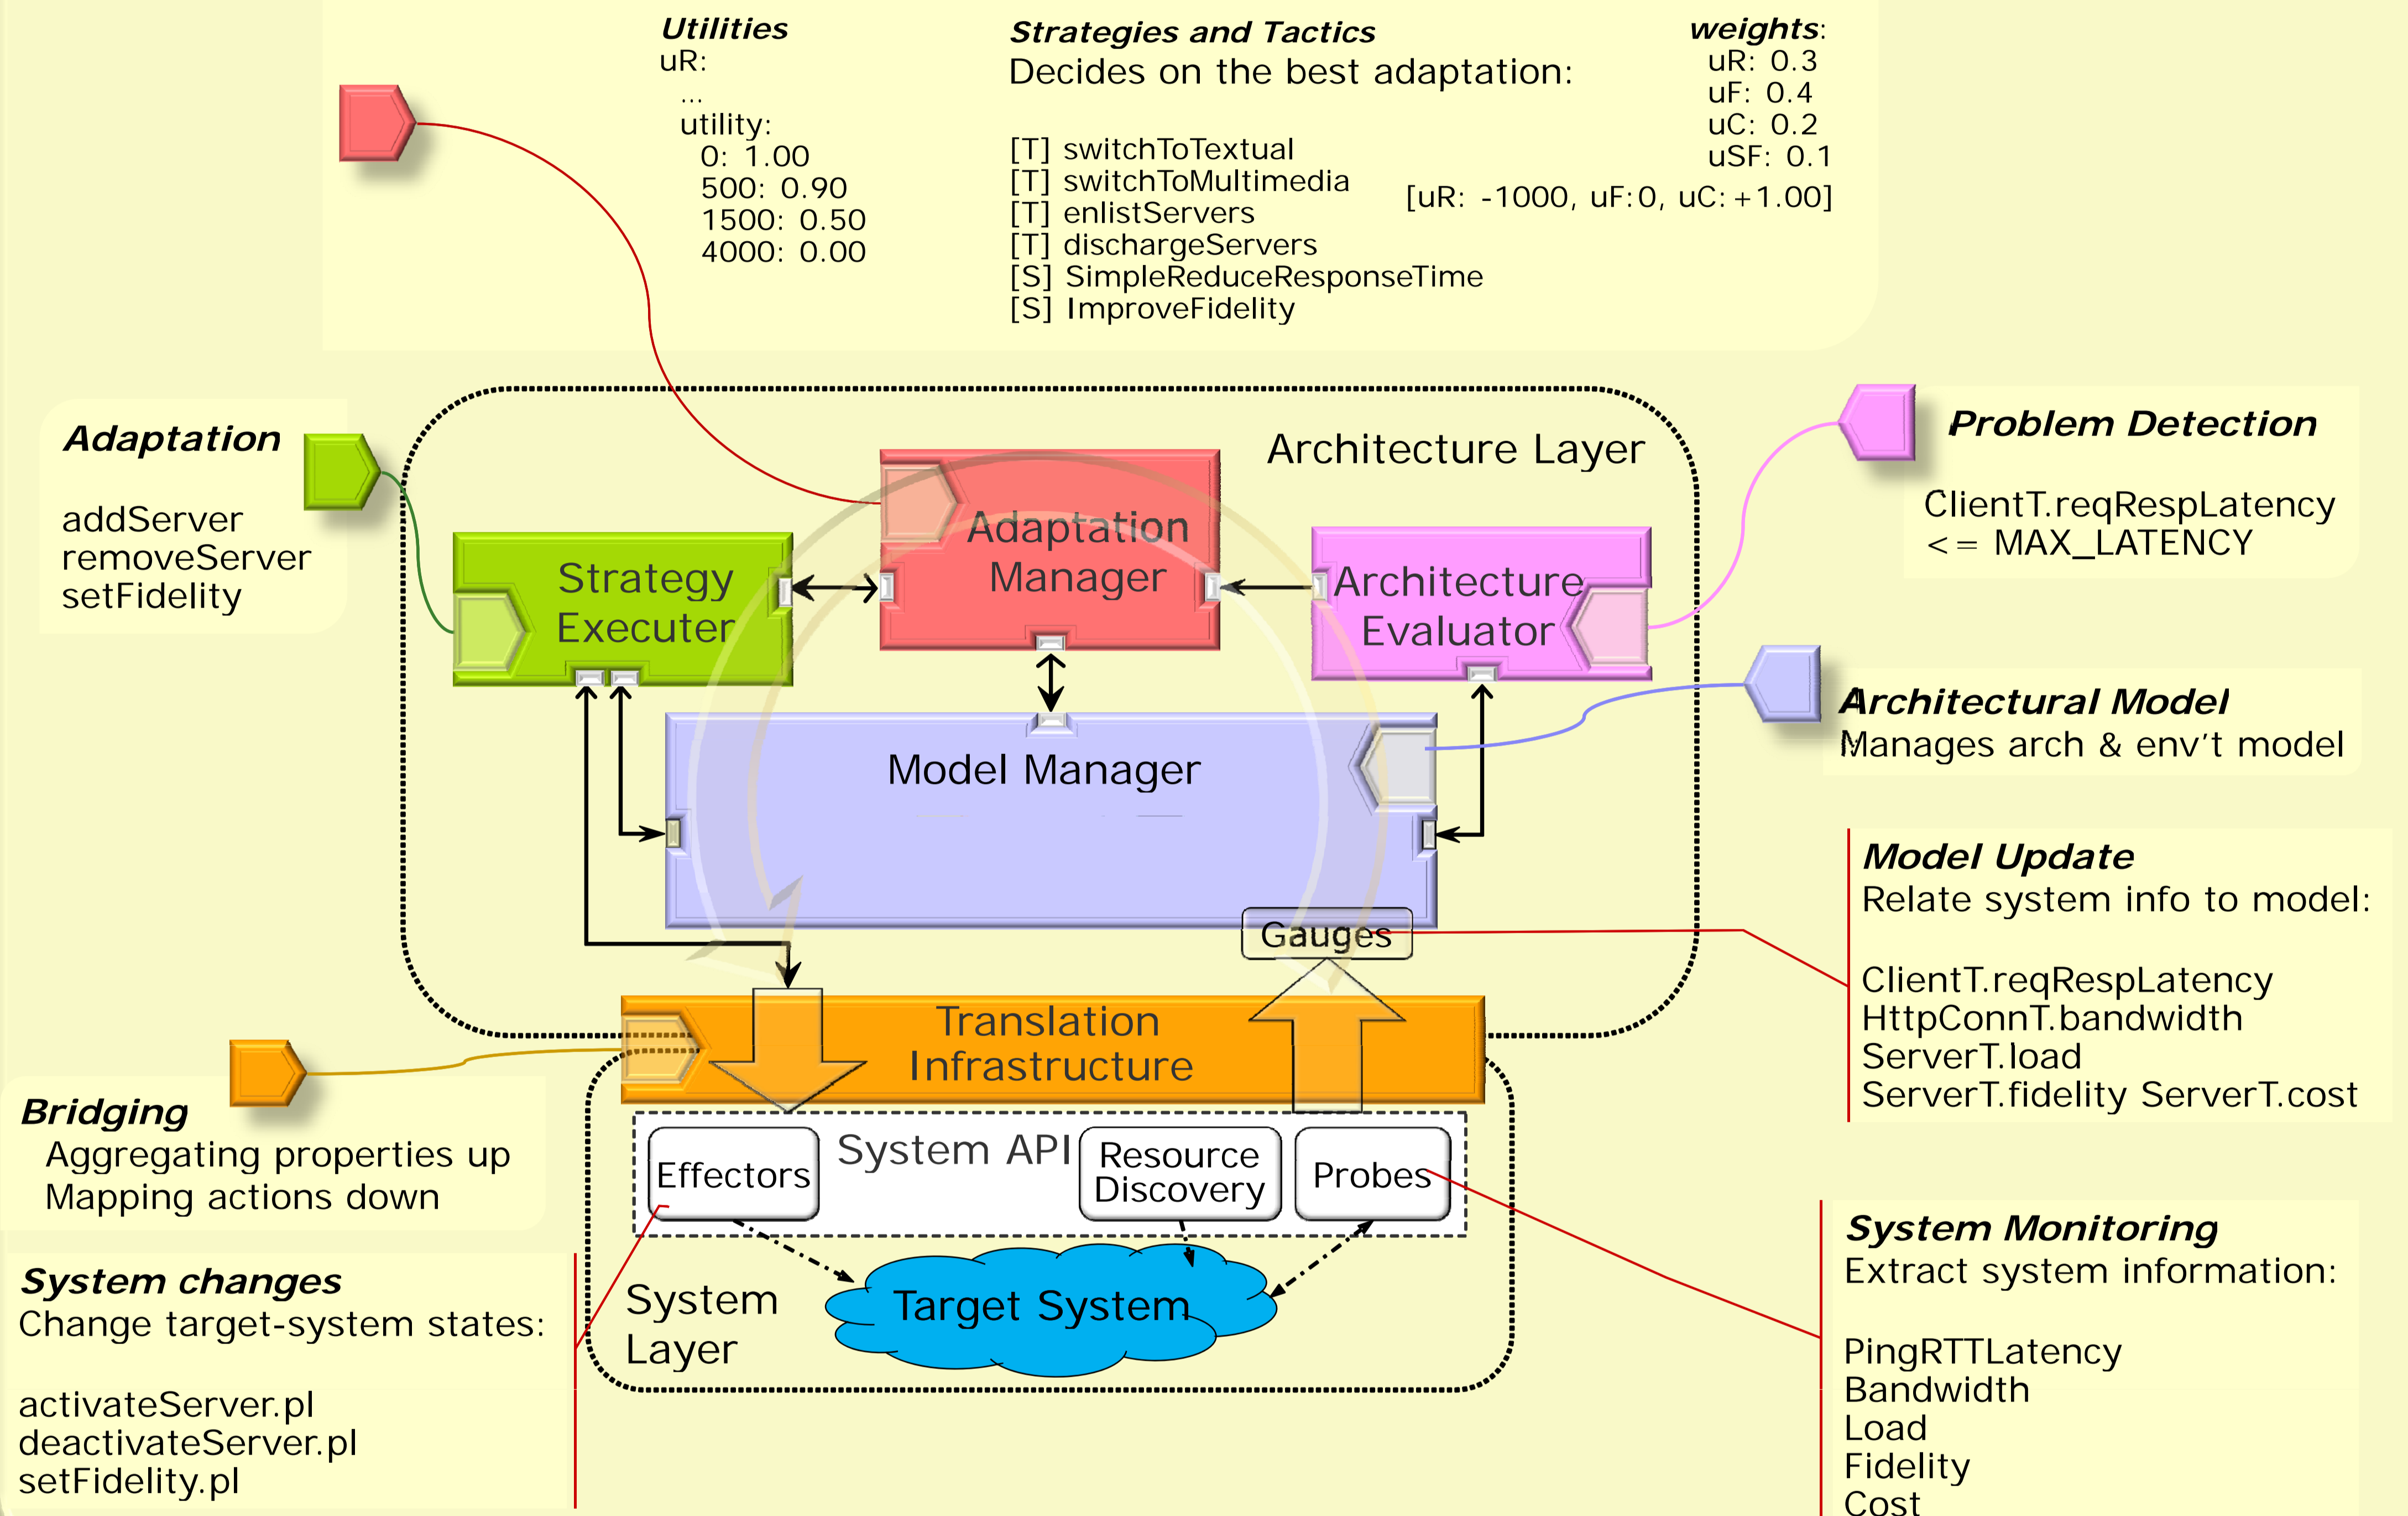 Utilities
uR:
...
utility:
0: 1.00
500: 0.90
1500: 0.50
4000: 0.00
Strategies and Tactics
Decides on the best adaptation:
[T] switchToTextual
[T] switchToMultimedia
[T] enlistServers
[T] dischargeServers
[S] SimpleReduceResponseTime
[S] ImproveFidelity
weights:
uR: 0.3
uF: 0.4
uC: 0.2
uSF: 0.1
[uR: -1000, uF:0, uC:+1.00]
Adaptation
addServer
removeServer
setFidelity
Architecture Layer
Strategy
Executer
Adaptation
Manager
Architecture
Evaluator
Problem Detection
ClientT.reqRespLatency
<= MAX_LATENCY
Model Manager
Architectural Model
Manages arch & env't model
Gauges
Model Update
Relate system info to model:
ClientT.reqRespLatency
HttpConnT.bandwidth
ServerT.load
ServerT.fidelity ServerT.cost
Translation
Infrastructure
Bridging
Aggregating properties up
Mapping actions down
Effectors
System API
Resource
Discovery
Probes
Target System
System
Layer
System changes
Change target-system states:
activateServer.pl
deactivateServer.pl
setFidelity.pl
System Monitoring
Extract system information:
PingRTTLatency
Bandwidth
Load
Fidelity
Cost